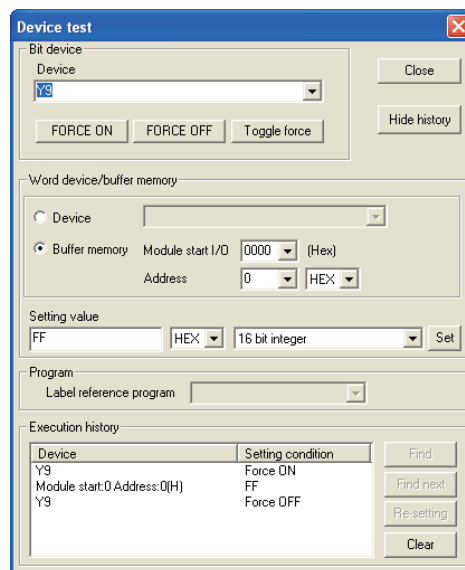 Device test
Bit device
Device
Y9
Close
FORCE ON FORCE OFF Toggle force
Hide history
Word device/buffer memory
Device
Buffer memory Module start I/O 0000 (Hex)
Address 0 HEX
Setting value
FF HEX 16 bit integer Set
Program
Label reference program
Execution history
Device Setting condition
Y9 Force ON
Module start:0 Address:0(H) FF
Y9 Force OFF
Find
Find next
Re-setting
Clear